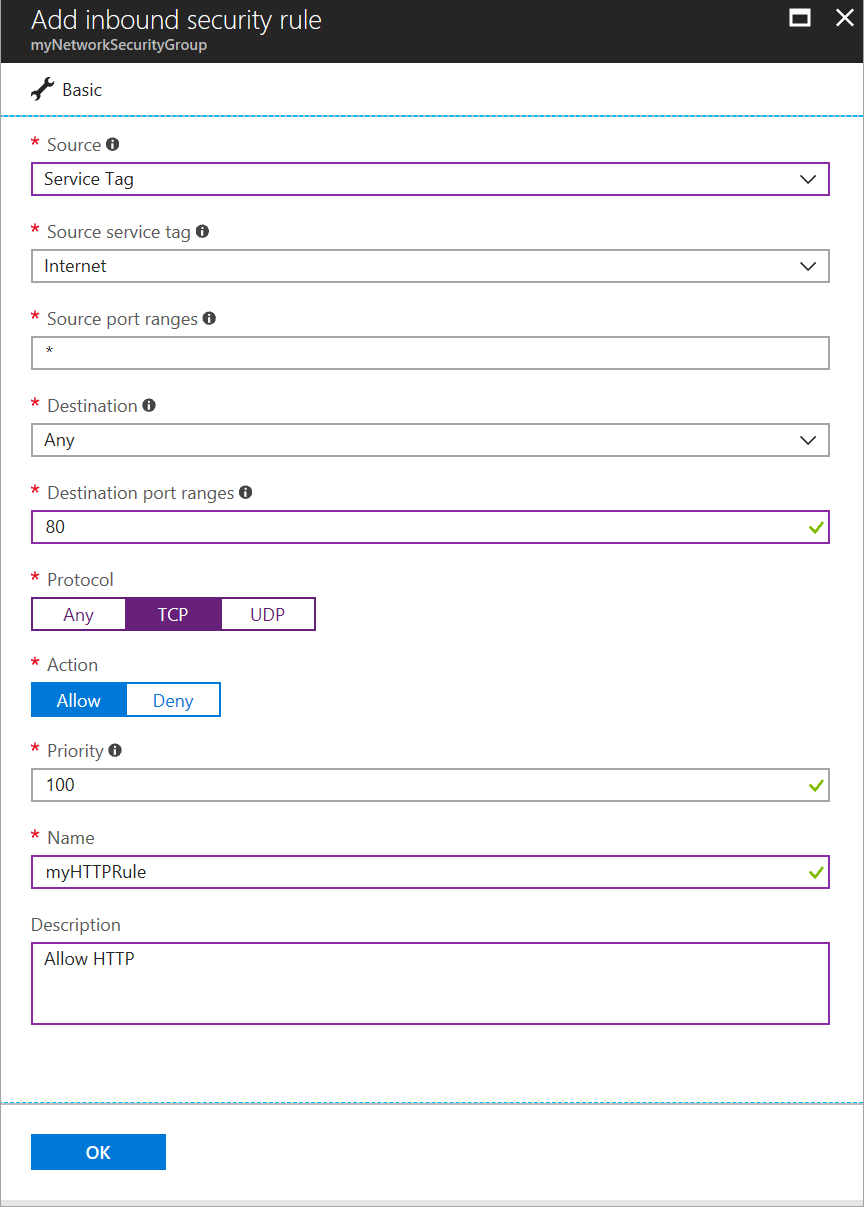 Add inbound security rule
myNetworkSecurityGroup
Basic
* Source
Service Tag
* Source service tag
Internet
* Source port ranges
*
* Destination
Any
* Destination port ranges
80
* Protocol
Any TCP UDP
* Action
Allow Deny
* Priority
100
* Name
myHTTPRule
Description
Allow HTTP
OK